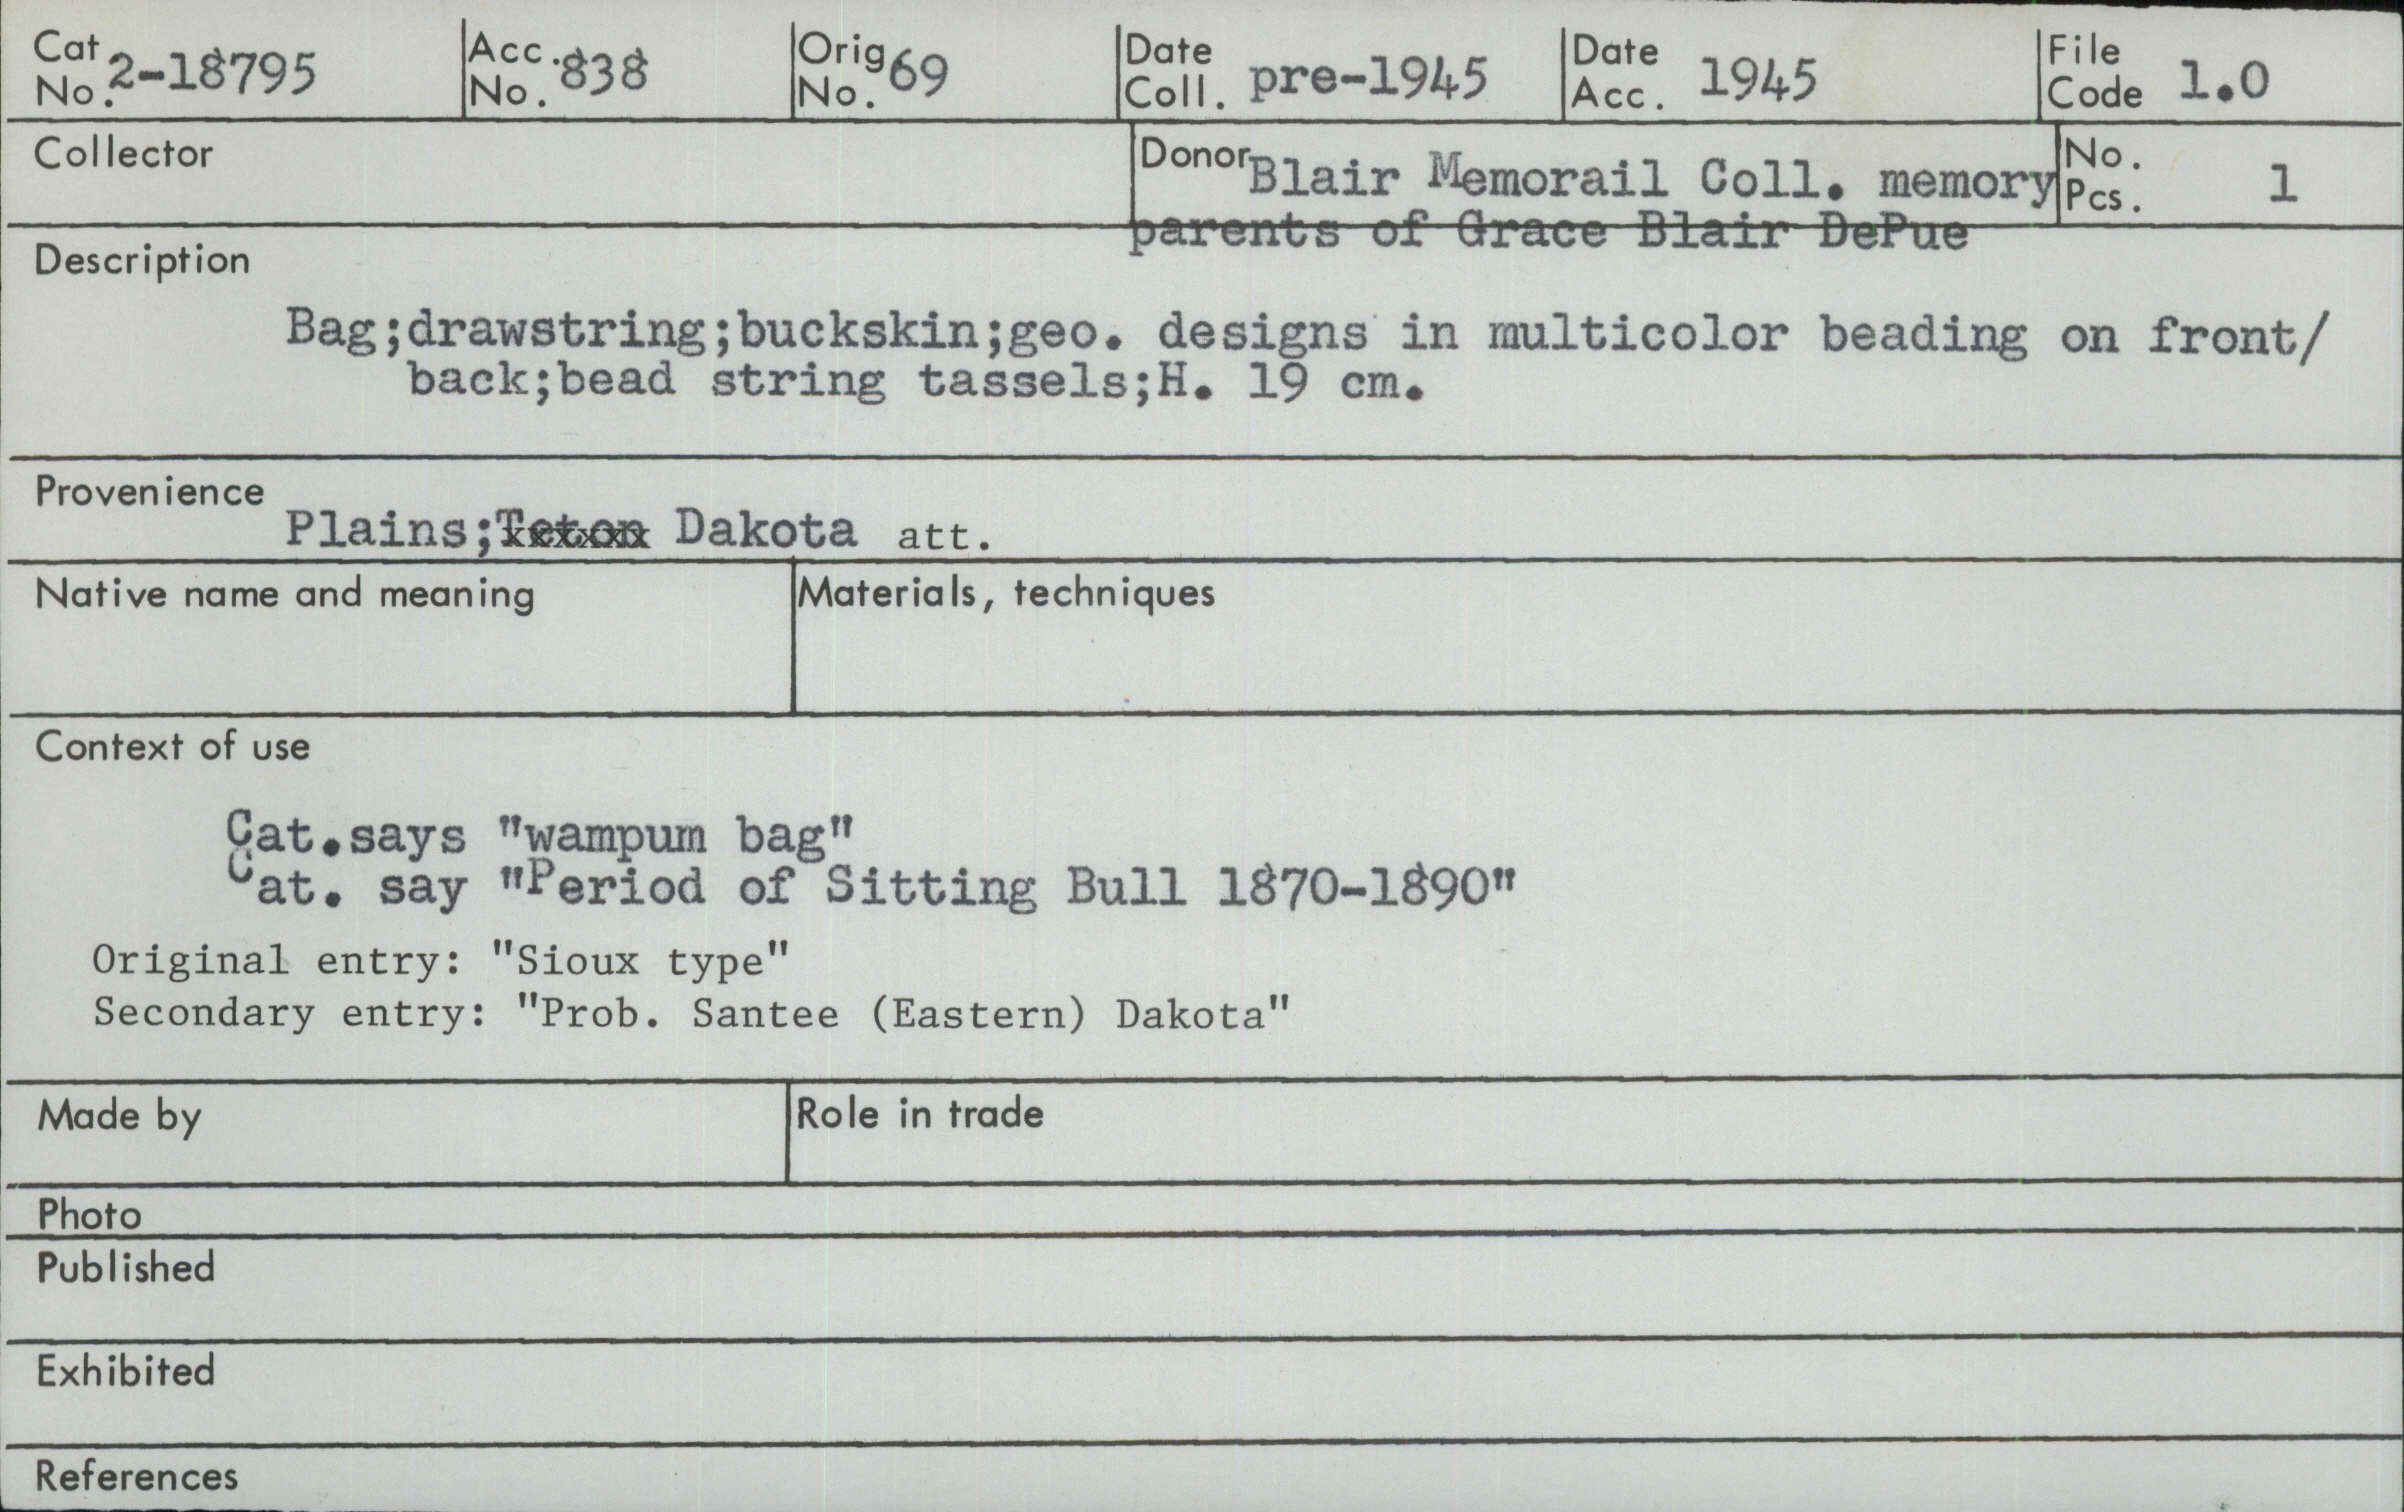 Cat No. 2-18795 Acc. No. 838 Orig No. 69 Date Coll. pre-1945 Date Acc. 1945 File Code 1.0
Collector Donor Blair Memorail Coll. memory No. Pcs. 1
parents of Grace Blair DePue
Description
Bag;drawstring;buckskin;geo. designs in multicolor beading on front/
back;bead string tassels;H. 19 cm.
Provenience
Plains;Teton Dakota att.
Native name and meaning Materials, techniques
Context of use
Cat.says "wampum bag"
Cat. say "Period of Sitting Bull 1870-1890"
Original entry: "Sioux type"
Secondary entry: "Prob. Santee (Eastern) Dakota"
Made by Role in trade
Photo
Published
Exhibited
References